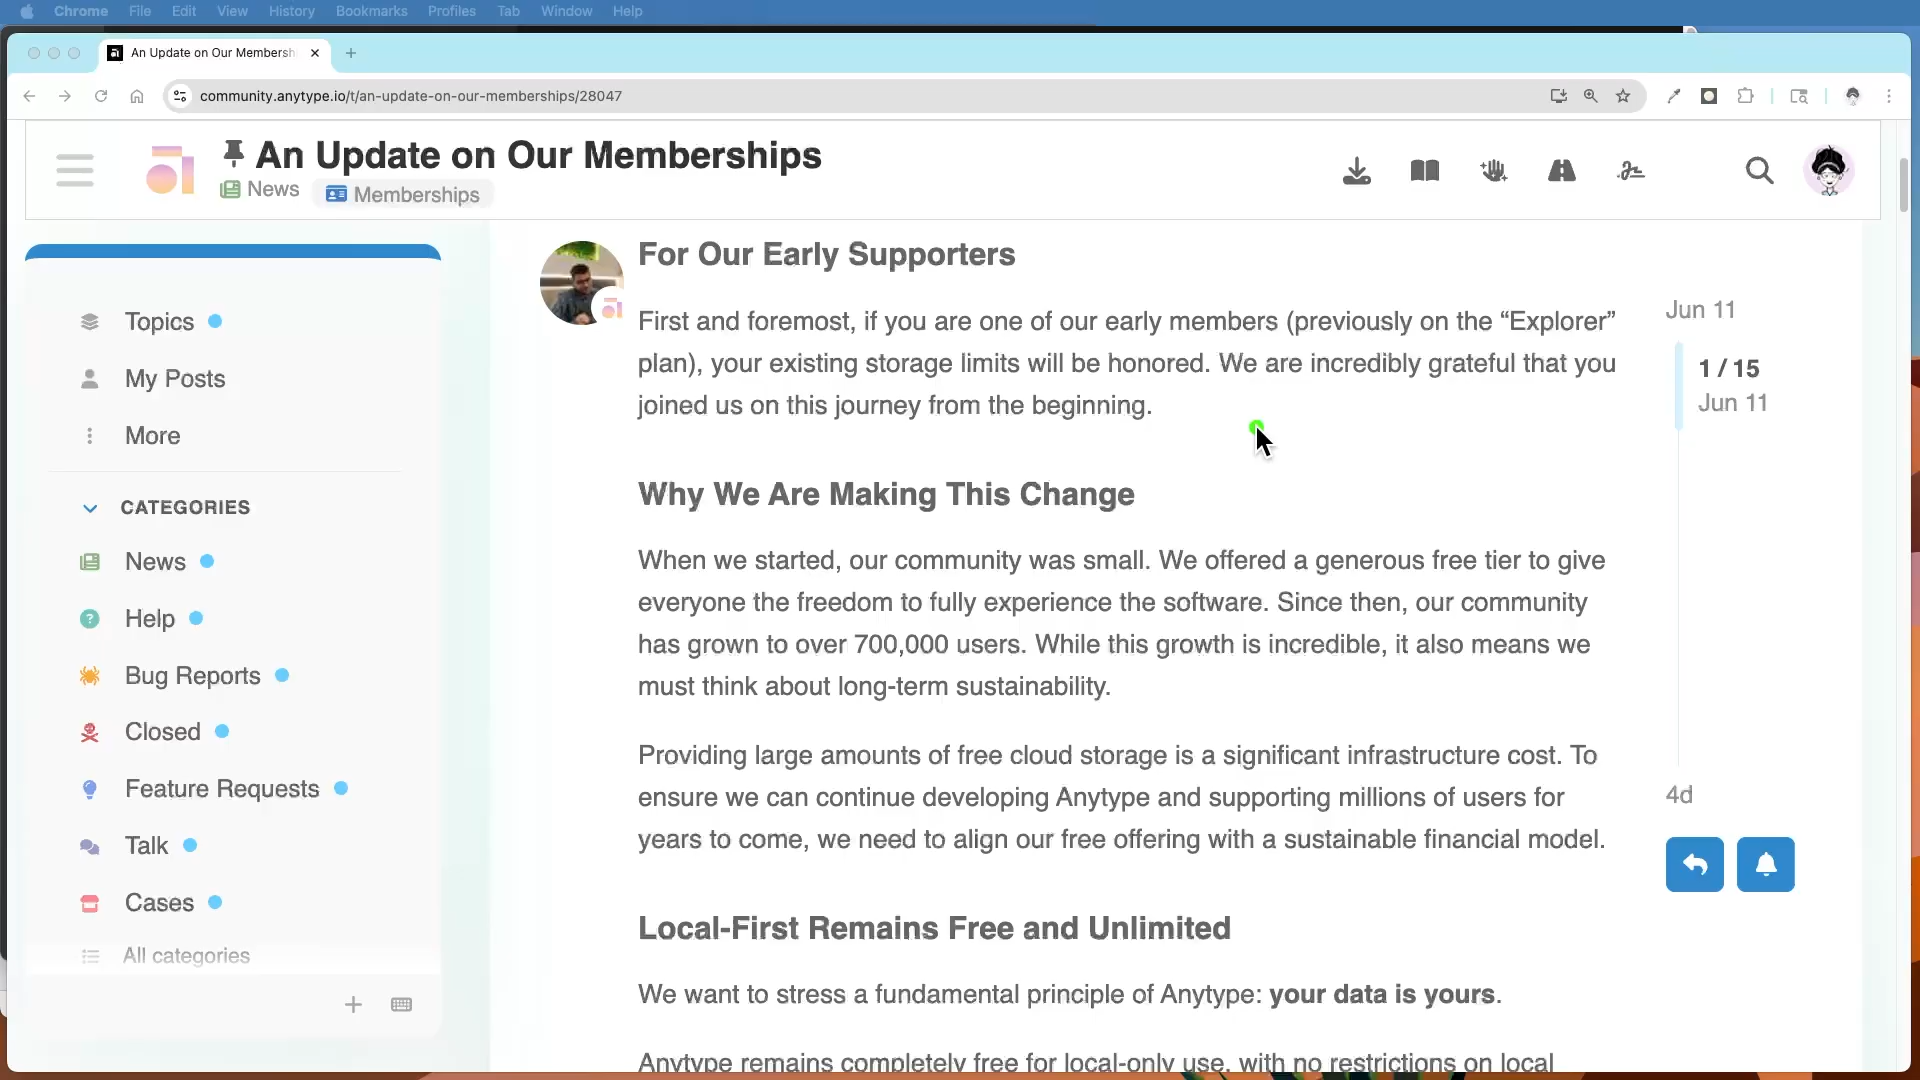 Chrome File Edit View History Bookmarks Profiles Tab Window Help
An Update on Our Membersh
community.anytype.io/t/an-update-on-our-memberships/28047
An Update on Our Memberships
News Memberships
Topics
My Posts
More
CATEGORIES
News
Help
Bug Reports
Closed
Feature Requests
Talk
Cases
All categories
For Our Early Supporters
First and foremost, if you are one of our early members (previously on the “Explorer”
plan), your existing storage limits will be honored. We are incredibly grateful that you
joined us on this journey from the beginning.
Why We Are Making This Change
When we started, our community was small. We offered a generous free tier to give
everyone the freedom to fully experience the software. Since then, our community
has grown to over 700,000 users. While this growth is incredible, it also means we
must think about long-term sustainability.
Providing large amounts of free cloud storage is a significant infrastructure cost. To
ensure we can continue developing Anytype and supporting millions of users for
years to come, we need to align our free offering with a sustainable financial model.
Local-First Remains Free and Unlimited
We want to stress a fundamental principle of Anytype: your data is yours.
Anytype remains completely free for local-only use, with no restrictions on local
Jun 11
1 / 15
Jun 11
4d